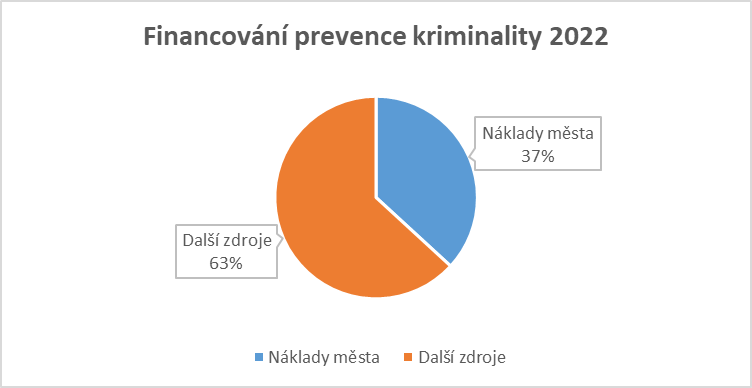 Financování prevence kriminality 2022
Náklady města
37%
Další zdroje
63%
Náklady města
Další zdroje